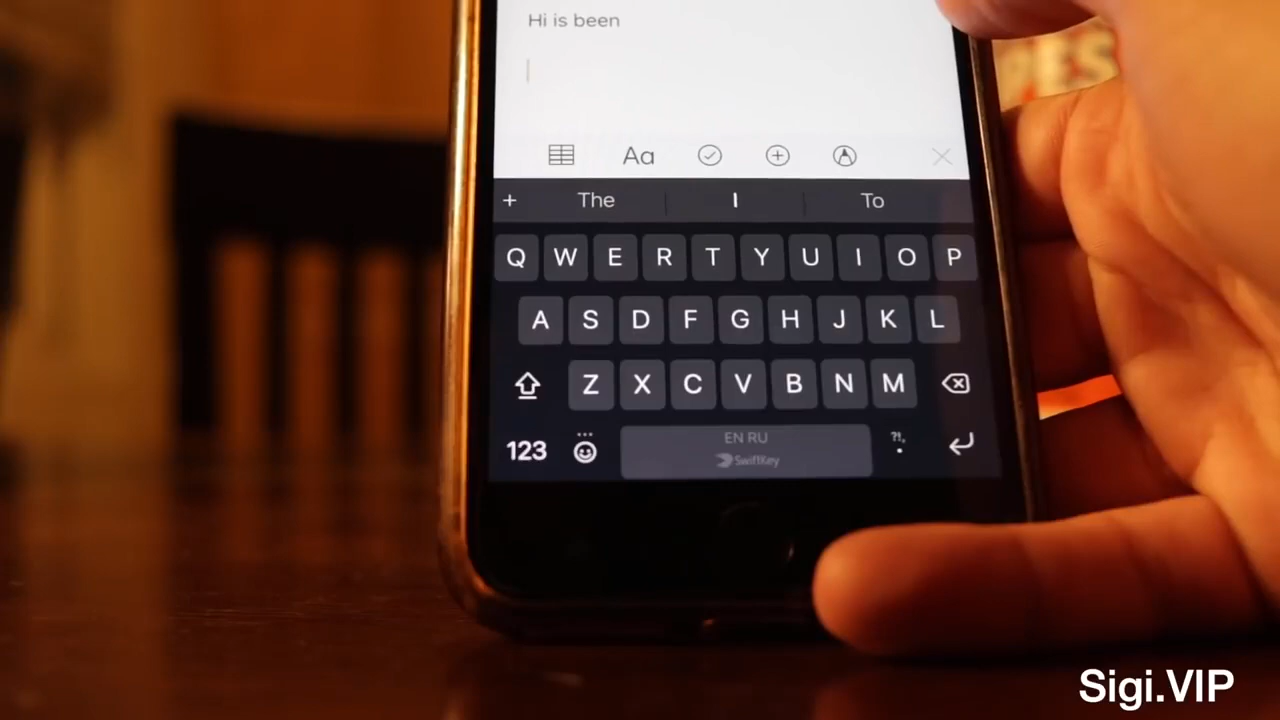 Hi is been
Aa
+ The I To
Q W E R T Y U I O P
A S D F G H J K L
Z X C V B N M
123 EN RU ?!, .
SwiftKey
Sigi.VIP